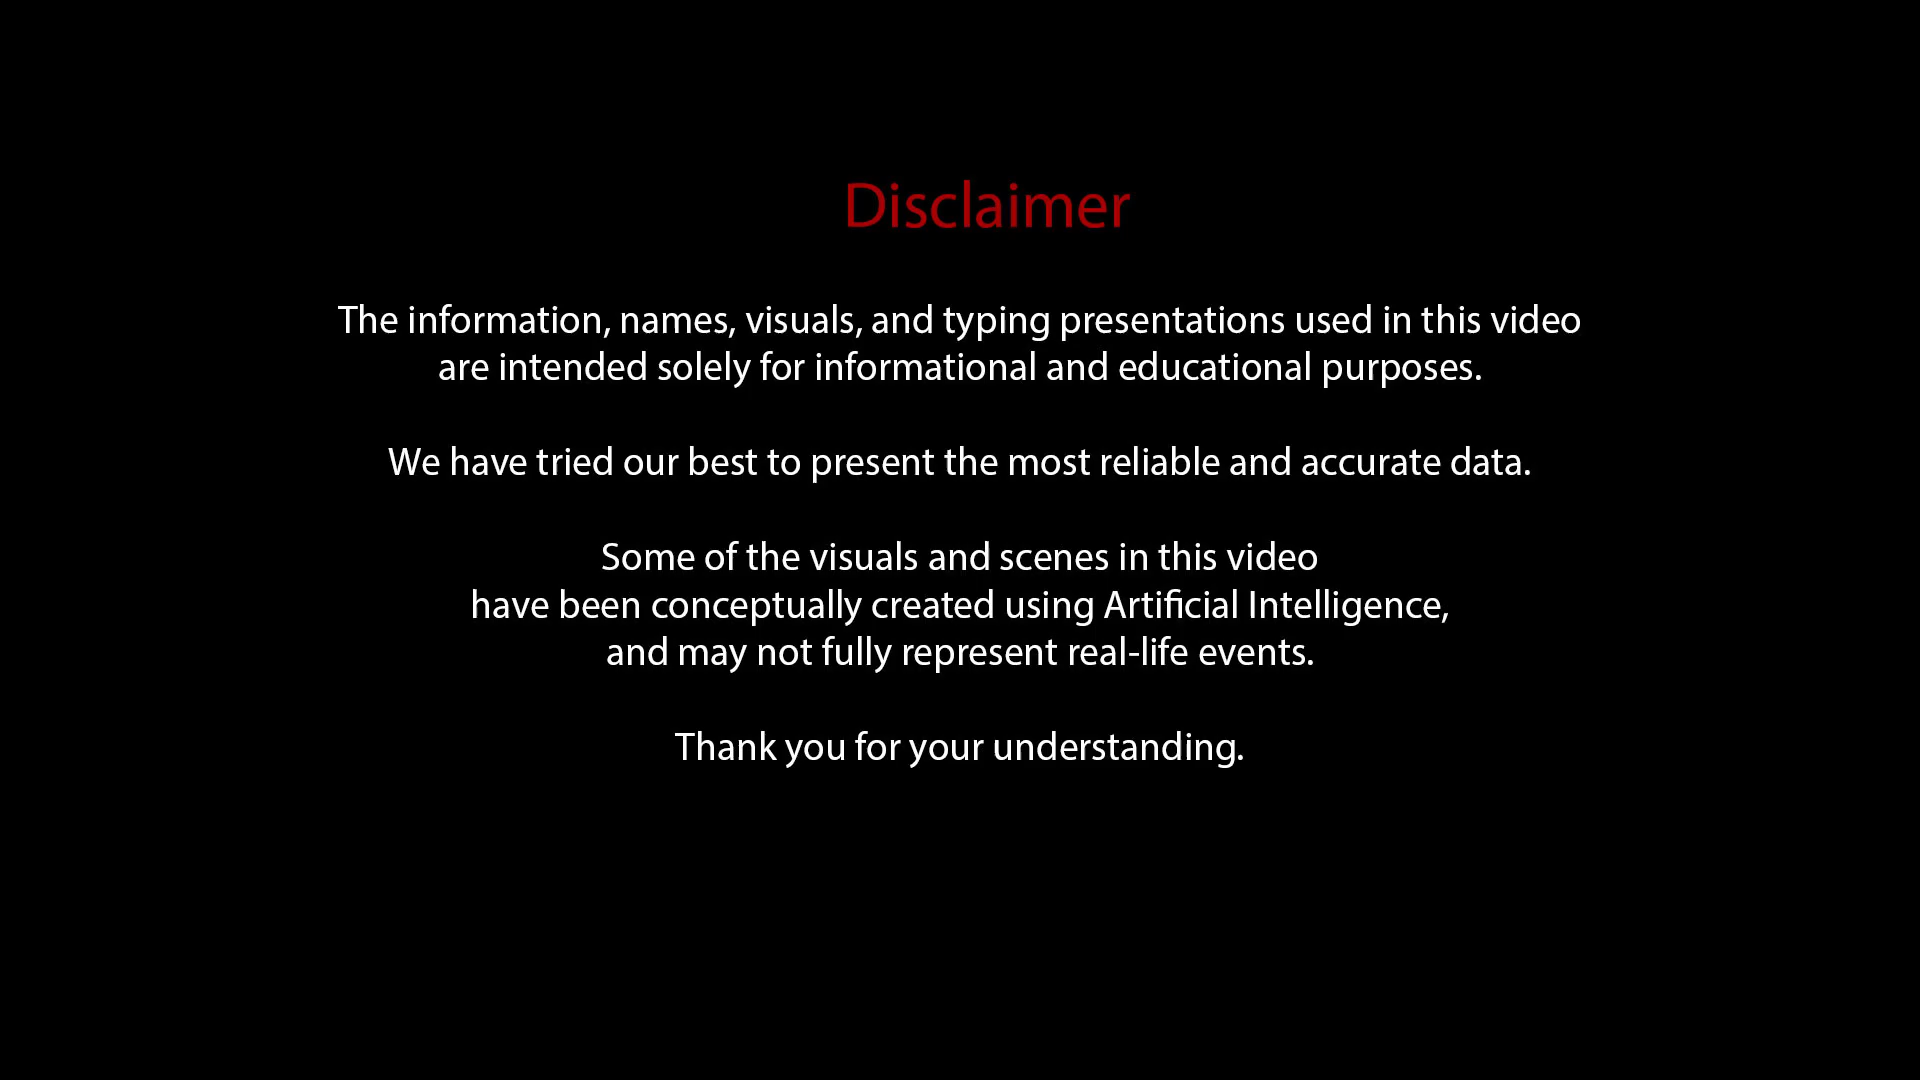 Disclaimer
The information, names, visuals, and typing presentations used in this video
are intended solely for informational and educational purposes.
We have tried our best to present the most reliable and accurate data.
Some of the visuals and scenes in this video
have been conceptually created using Artificial Intelligence,
and may not fully represent real-life events.
Thank you for your understanding.